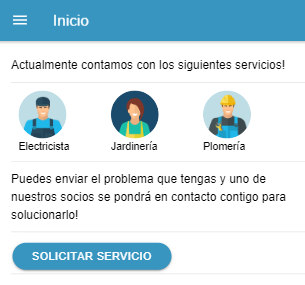 Inicio
Actualmente contamos con los siguientes servicios!
Electricista Jardinería Plomería
Puedes enviar el problema que tengas y uno de
nuestros socios se pondrá en contacto contigo para
solucionarlo!
SOLICITAR SERVICIO